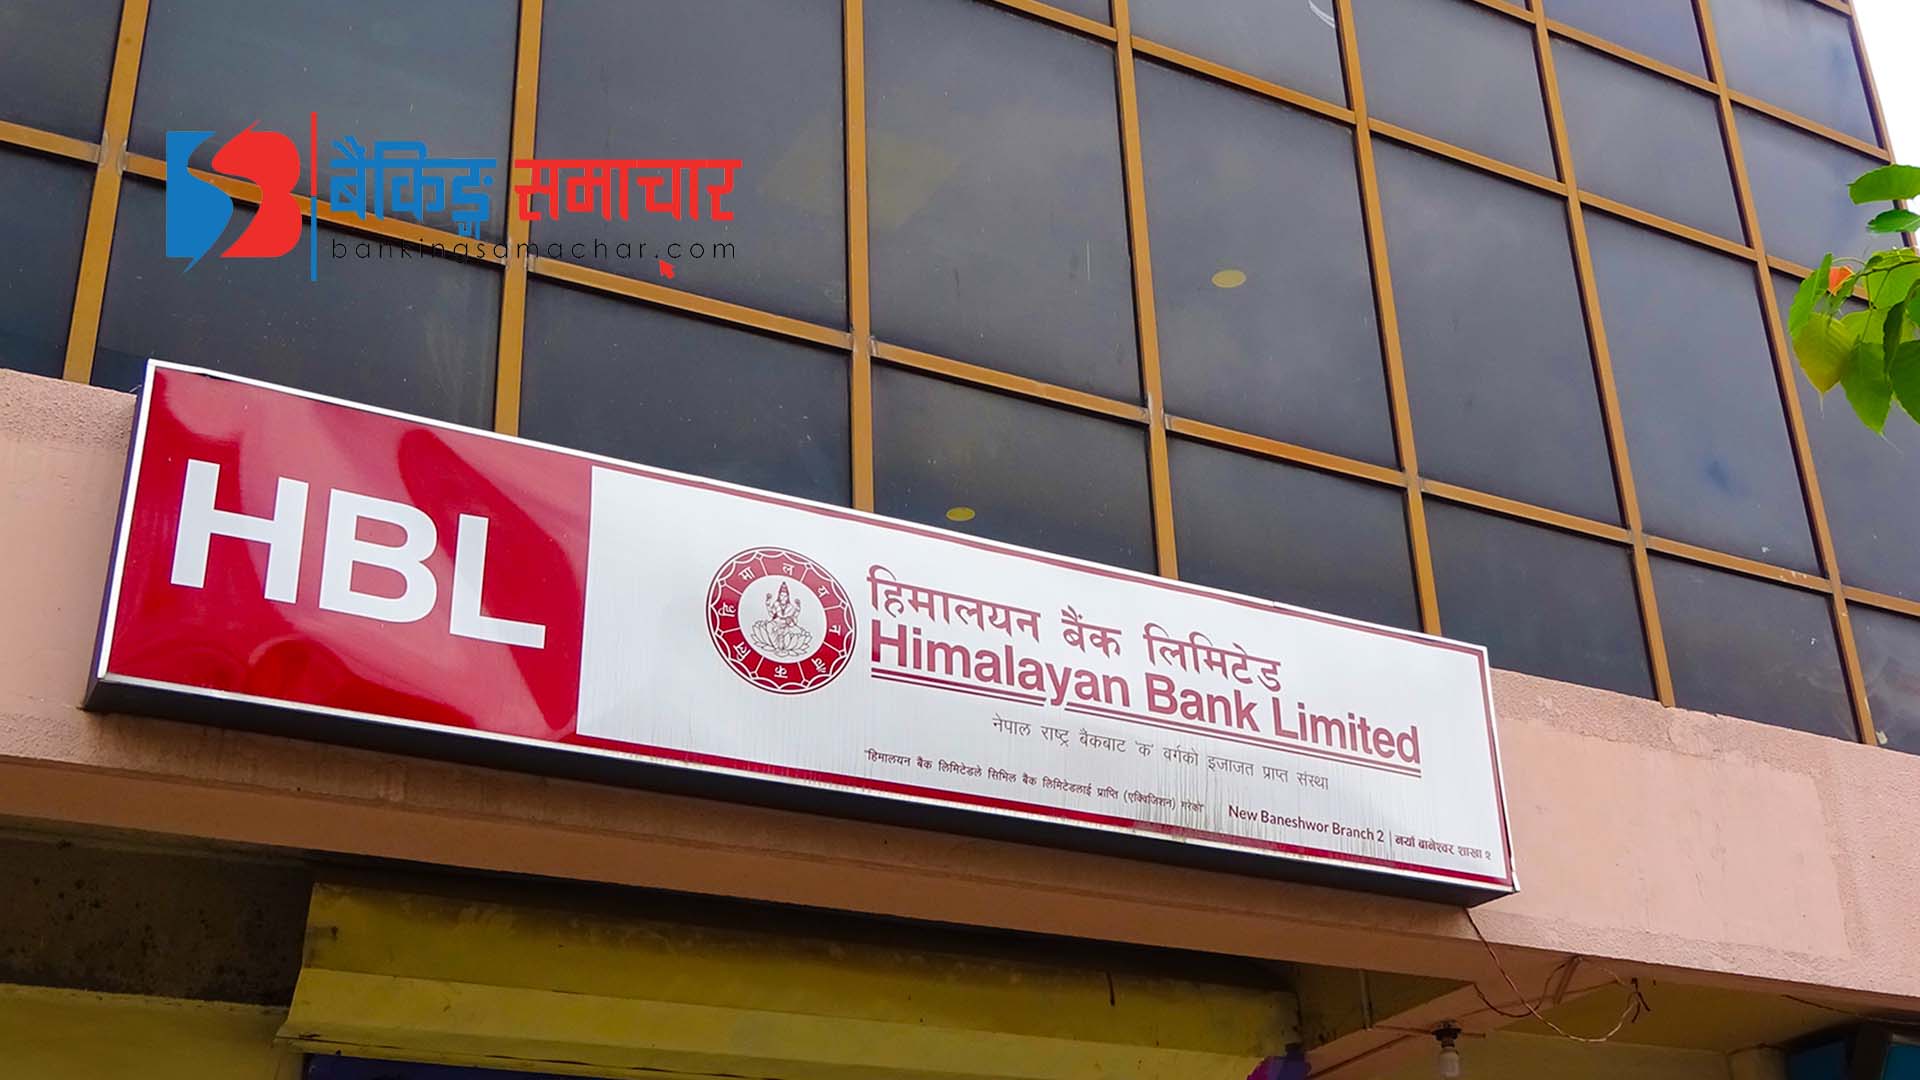 बैंकिङ्ग समाचार
bankingsamachar.com
HBL
हिमालयन बैंक
हिमालयन बैंक लिमिटेड
Himalayan Bank Limited
नेपाल राष्ट्र बैंकबाट 'क' वर्गको इजाजत प्राप्त संस्था
"हिमालयन बैंक लिमिटेडले सिभिल बैंक लिमिटेडलाई प्राप्ति (एक्विजिशन) गरेको"
New Baneshwor Branch 2 | नयाँ बानेश्वर शाखा २